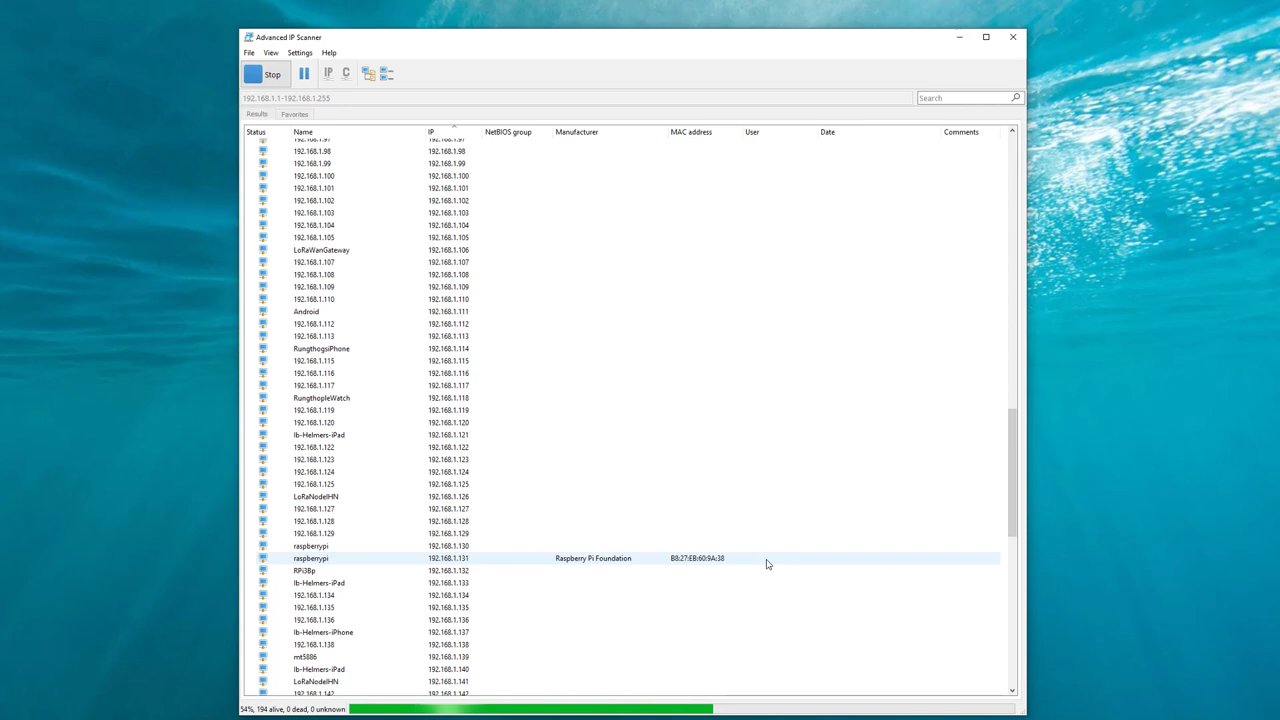 Advanced IP Scanner
File View Settings Help
Stop IP C
192.168.1.1-192.168.1.255 Search
Results Favorites
Status Name IP NetBIOS group Manufacturer MAC address User Date Comments
192.168.1.97 192.168.1.97
192.168.1.98 192.168.1.98
192.168.1.99 192.168.1.99
192.168.1.100 192.168.1.100
192.168.1.101 192.168.1.101
192.168.1.102 192.168.1.102
192.168.1.103 192.168.1.103
192.168.1.104 192.168.1.104
192.168.1.105 192.168.1.105
LoRaWanGateway 192.168.1.106
192.168.1.107 192.168.1.107
192.168.1.108 192.168.1.108
192.168.1.109 192.168.1.109
192.168.1.110 192.168.1.110
Android 192.168.1.111
192.168.1.112 192.168.1.112
192.168.1.113 192.168.1.113
RungthogsiPhone 192.168.1.114
192.168.1.115 192.168.1.115
192.168.1.116 192.168.1.116
192.168.1.117 192.168.1.117
RungthopleWatch 192.168.1.118
192.168.1.119 192.168.1.119
192.168.1.120 192.168.1.120
Ib-Helmers-iPad 192.168.1.121
192.168.1.122 192.168.1.122
192.168.1.123 192.168.1.123
192.168.1.124 192.168.1.124
192.168.1.125 192.168.1.125
LoRaNodeIHN 192.168.1.126
192.168.1.127 192.168.1.127
192.168.1.128 192.168.1.128
192.168.1.129 192.168.1.129
raspberrypi 192.168.1.130
raspberrypi 192.168.1.131 Raspberry Pi Foundation B8:27:EB:60:9A:38
RPi3Bp 192.168.1.132
Ib-Helmers-iPad 192.168.1.133
192.168.1.134 192.168.1.134
192.168.1.135 192.168.1.135
192.168.1.136 192.168.1.136
Ib-Helmers-iPhone 192.168.1.137
192.168.1.138 192.168.1.138
mt5886 192.168.1.139
Ib-Helmers-iPad 192.168.1.140
LoRaNodeIHN 192.168.1.141
192.168.1.142 192.168.1.142
54%, 194 alive, 0 dead, 0 unknown